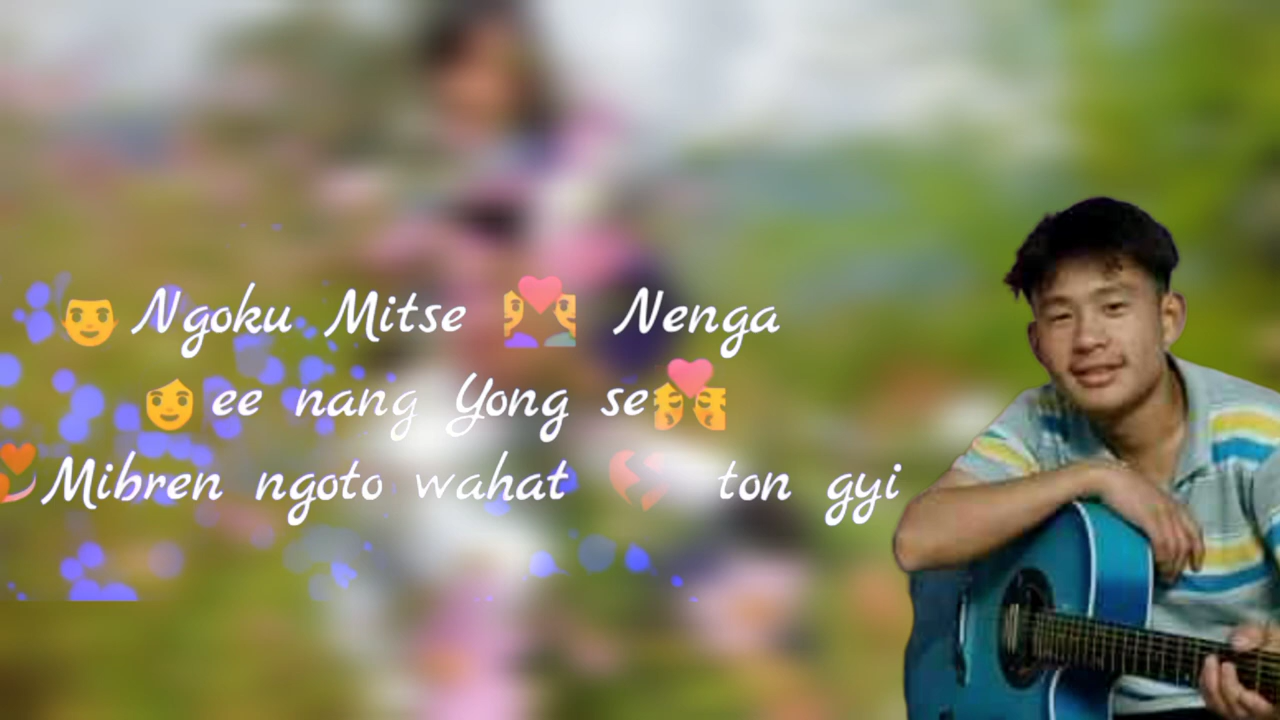 👨 Ngoku Mitse 💑 Nenga
👩 ee nang Yong se 💏
💝 Mibren ngoto wahat 💔 ton gyi